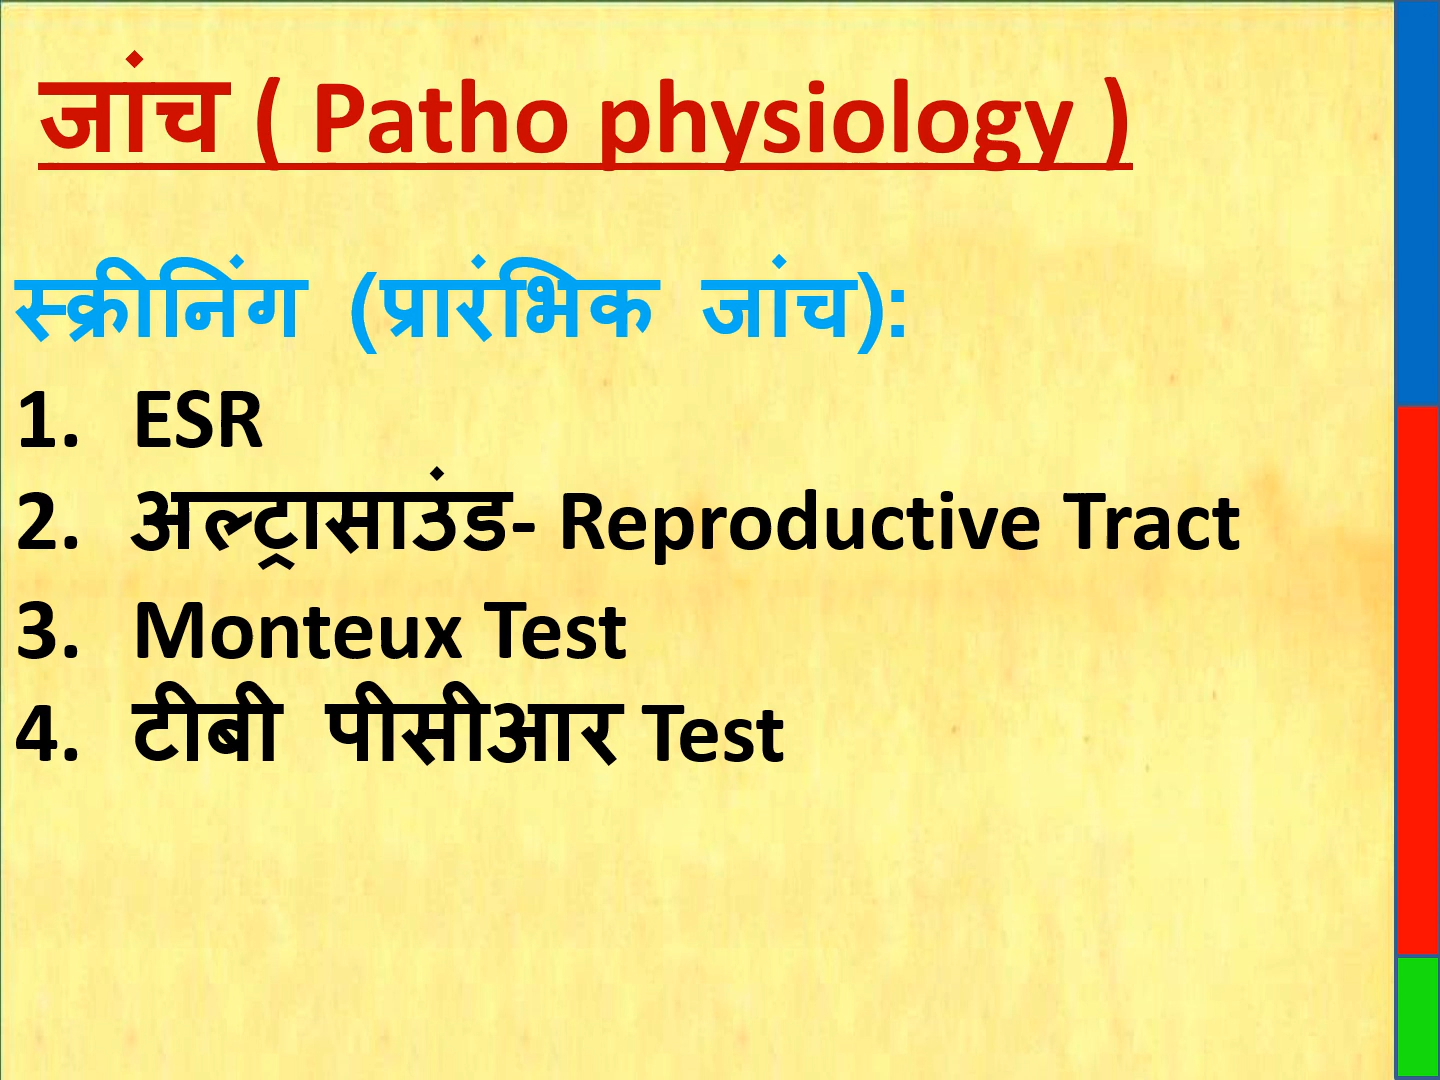 जांच ( Patho physiology )
स्क्रीनिंग (प्रारंभिक जांच):
1. ESR
2. अल्ट्रासाउंड- Reproductive Tract
3. Monteux Test
4. टीबी पीसीआर Test